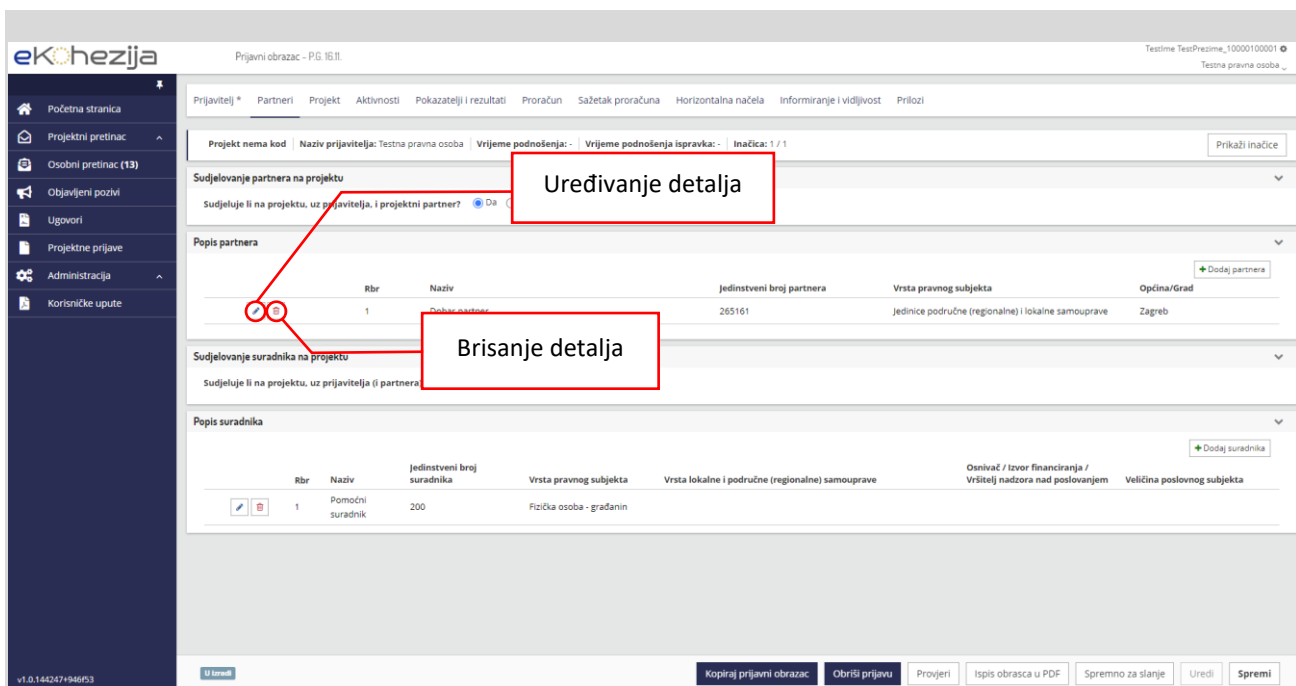 eKohezija
Prijavni obrazac – P.G. 16.11.
TestIme TestPrezime_10000100001
Testna pravna osoba
Početna stranica
Projektni pretinac
Osobni pretinac (13)
Objavljeni pozivi
Ugovori
Projektne prijave
Administracija
Korisničke upute
v1.0.144247+946f53
Prijavitelj * Partneri Projekt Aktivnosti Pokazatelji i rezultati Proračun Sažetak proračuna Horizontalna načela Informiranje i vidljivost Prilozi
Projekt nema kod Naziv prijavitelja: Testna pravna osoba Vrijeme podnošenja: - Vrijeme podnošenja ispravka: - Inačica: 1 / 1
Prikaži inačice
Sudjelovanje partnera na projektu
Uređivanje detalja
Sudjeluje li na projektu, uz prijavitelja, i projektni partner? Da
Popis partnera
+ Dodaj partnera
Rbr Naziv Jedinstveni broj partnera Vrsta pravnog subjekta Općina/Grad
1 Dobar partner 265161 Jedinice područne (regionalne) i lokalne samouprave Zagreb
Brisanje detalja
Sudjelovanje suradnika na projektu
Sudjeluje li na projektu, uz prijavitelja (i partnera)
Popis suradnika
+ Dodaj suradnika
Rbr Naziv Jedinstveni broj suradnika Vrsta pravnog subjekta Vrsta lokalne i područne (regionalne) samouprave Osnivač / Izvor financiranja / Vršitelj nadzora nad poslovanjem Veličina poslovnog subjekta
1 Pomoćni suradnik 200 Fizička osoba - građanin
U izradi
Kopiraj prijavni obrazac Obriši prijavu Provjeri Ispis obrasca u PDF Spremno za slanje Uredi Spremi